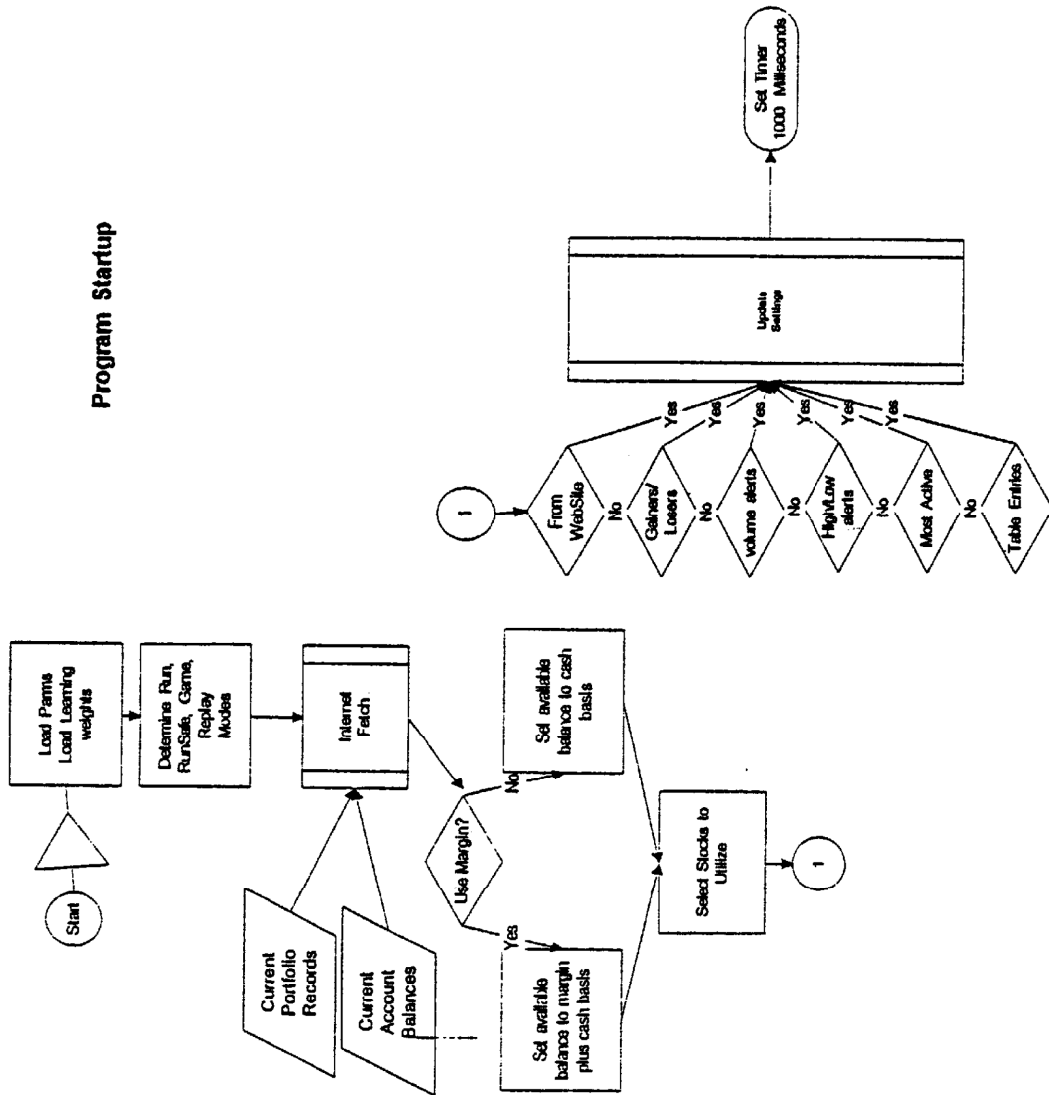 Program Startup
Start
Load Parms
Load Learning
weights
Determine Run,
RunSafe, Game,
Replay
Modes
Current
Portfolio
Records
Current
Account
Balances
Internet
Fetch
Use Margin?
Yes
No
Set available
balance to margin
plus cash basis
Set available
balance to cash
basis
Select Stocks to
Utilize
1
1
From
WebSite
Yes
No
Gainers/
Losers
Yes
No
volume alerts
Yes
No
High/Low
alerts
Yes
No
Most Active
Yes
No
Table Entries
Yes
Update
Settings
Set Timer
1000 Milliseconds